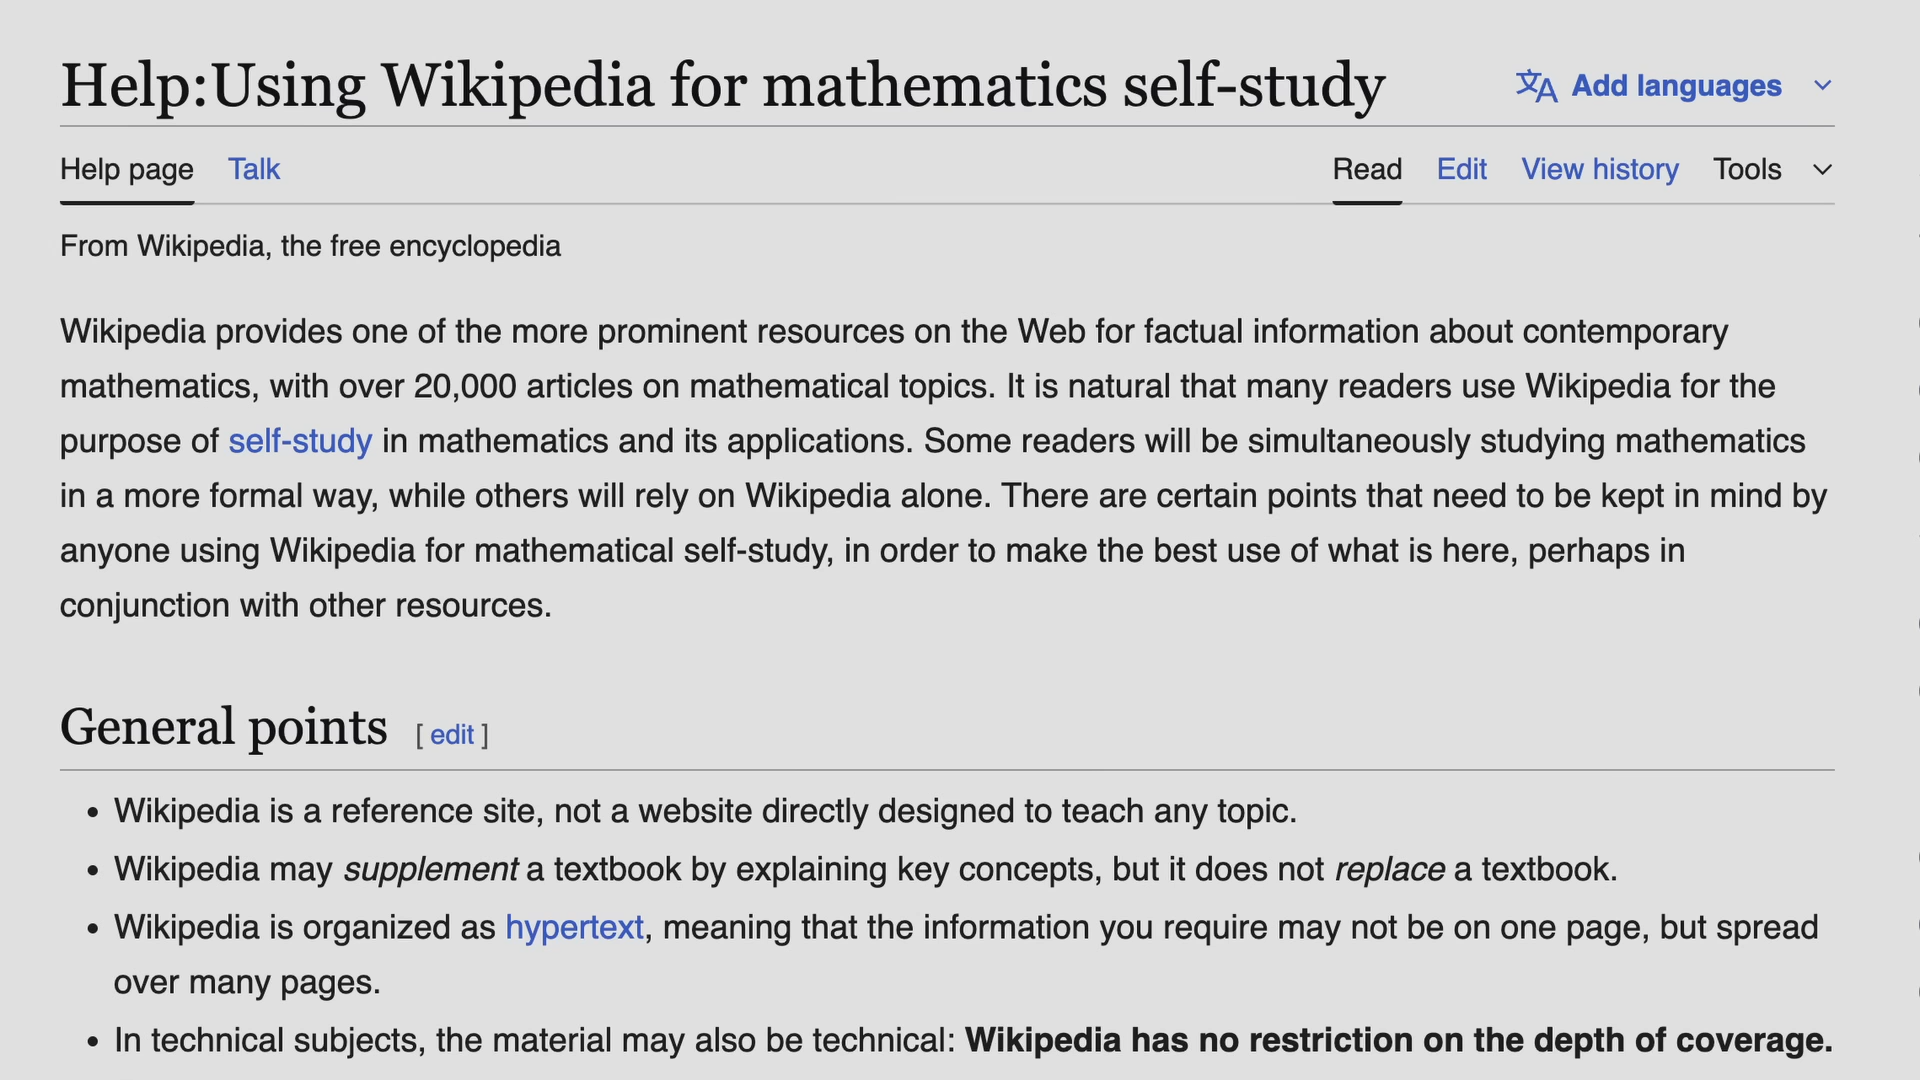 Help:Using Wikipedia for mathematics self-study
Add languages
Help page Talk
Read Edit View history Tools
From Wikipedia, the free encyclopedia
Wikipedia provides one of the more prominent resources on the Web for factual information about contemporary
mathematics, with over 20,000 articles on mathematical topics. It is natural that many readers use Wikipedia for the
purpose of self-study in mathematics and its applications. Some readers will be simultaneously studying mathematics
in a more formal way, while others will rely on Wikipedia alone. There are certain points that need to be kept in mind by
anyone using Wikipedia for mathematical self-study, in order to make the best use of what is here, perhaps in
conjunction with other resources.
General points [ edit ]
• Wikipedia is a reference site, not a website directly designed to teach any topic.
• Wikipedia may supplement a textbook by explaining key concepts, but it does not replace a textbook.
• Wikipedia is organized as hypertext, meaning that the information you require may not be on one page, but spread
over many pages.
• In technical subjects, the material may also be technical: Wikipedia has no restriction on the depth of coverage.